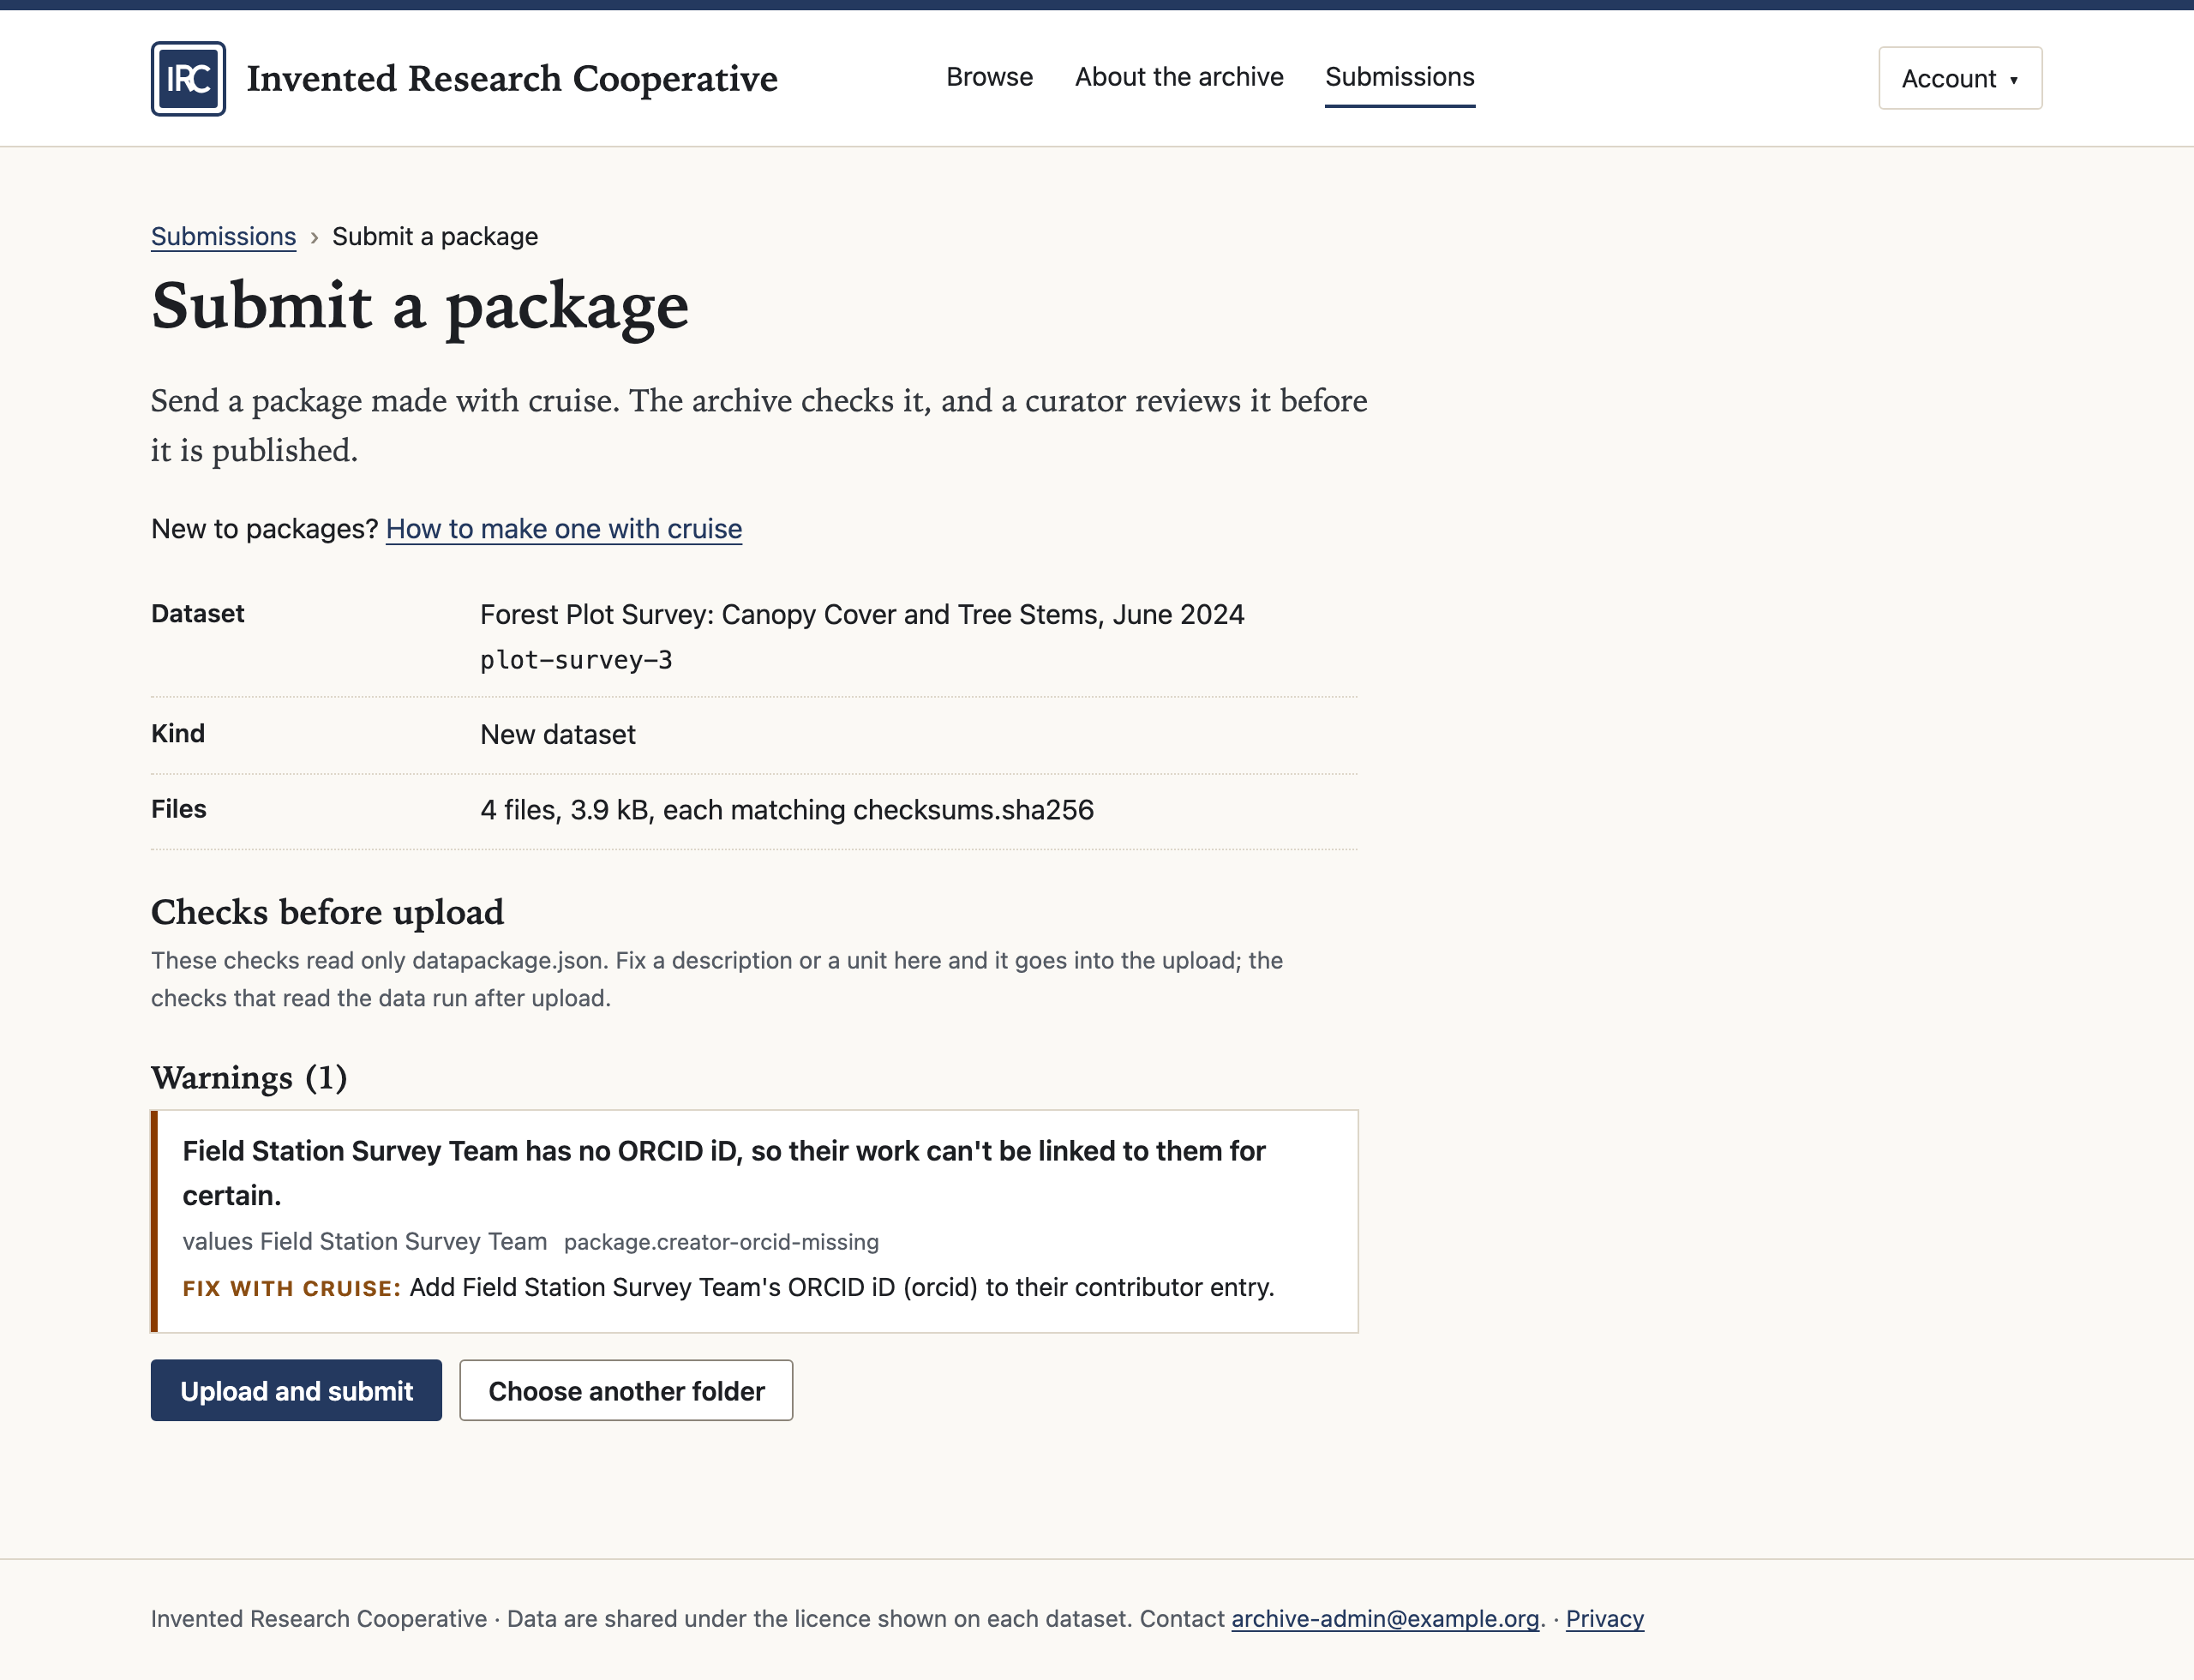 IRC
Invented Research Cooperative
Browse
About the archive
Submissions
Account ▾
Submissions › Submit a package
Submit a package
Send a package made with cruise. The archive checks it, and a curator reviews it before
it is published.
New to packages? How to make one with cruise
Dataset
Forest Plot Survey: Canopy Cover and Tree Stems, June 2024
plot-survey-3
Kind
New dataset
Files
4 files, 3.9 kB, each matching checksums.sha256
Checks before upload
These checks read only datapackage.json. Fix a description or a unit here and it goes into the upload; the
checks that read the data run after upload.
Warnings (1)
Field Station Survey Team has no ORCID iD, so their work can't be linked to them for
certain.
values Field Station Survey Team package.creator-orcid-missing
FIX WITH CRUISE: Add Field Station Survey Team's ORCID iD (orcid) to their contributor entry.
Upload and submit
Choose another folder
Invented Research Cooperative · Data are shared under the licence shown on each dataset. Contact archive-admin@example.org. · Privacy